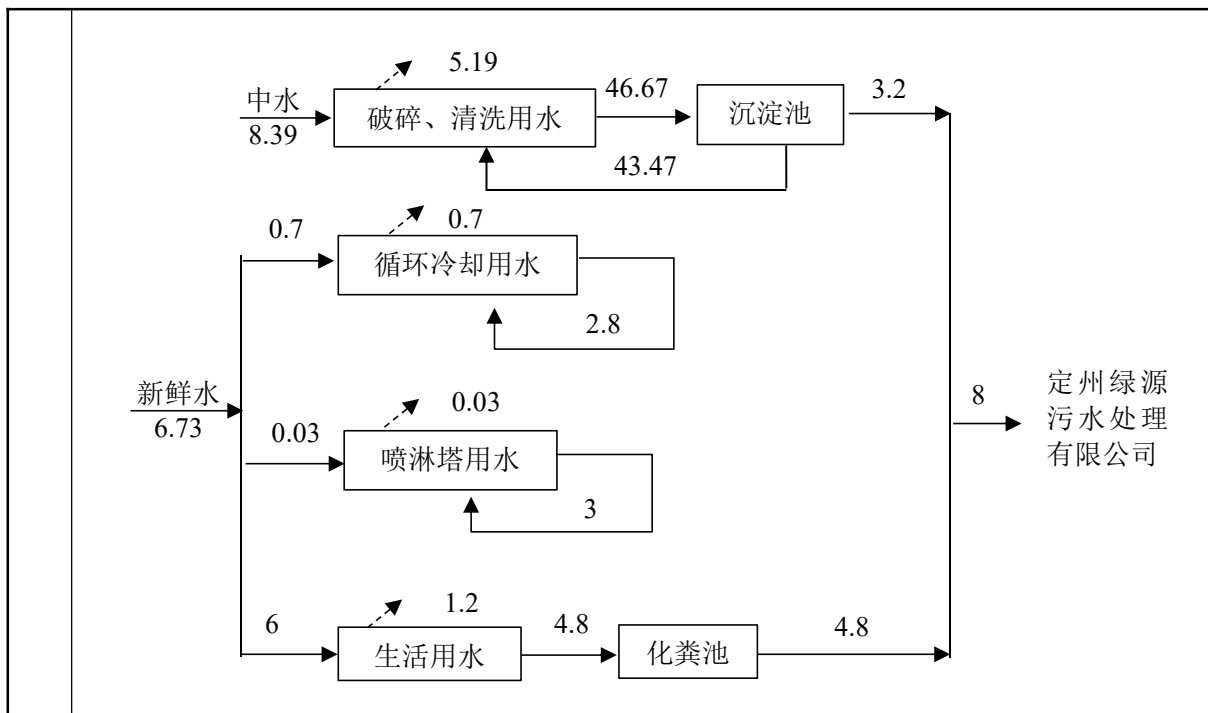 5.19
46.67
3.2
中水
8.39
破碎、清洗用水
沉淀池
43.47
0.7
0.7
循环冷却用水
2.8
新鲜水
6.73
0.03
0.03
喷淋塔用水
3
8
定州绿源
污水处理
有限公司
6
1.2
生活用水
4.8
化粪池
4.8